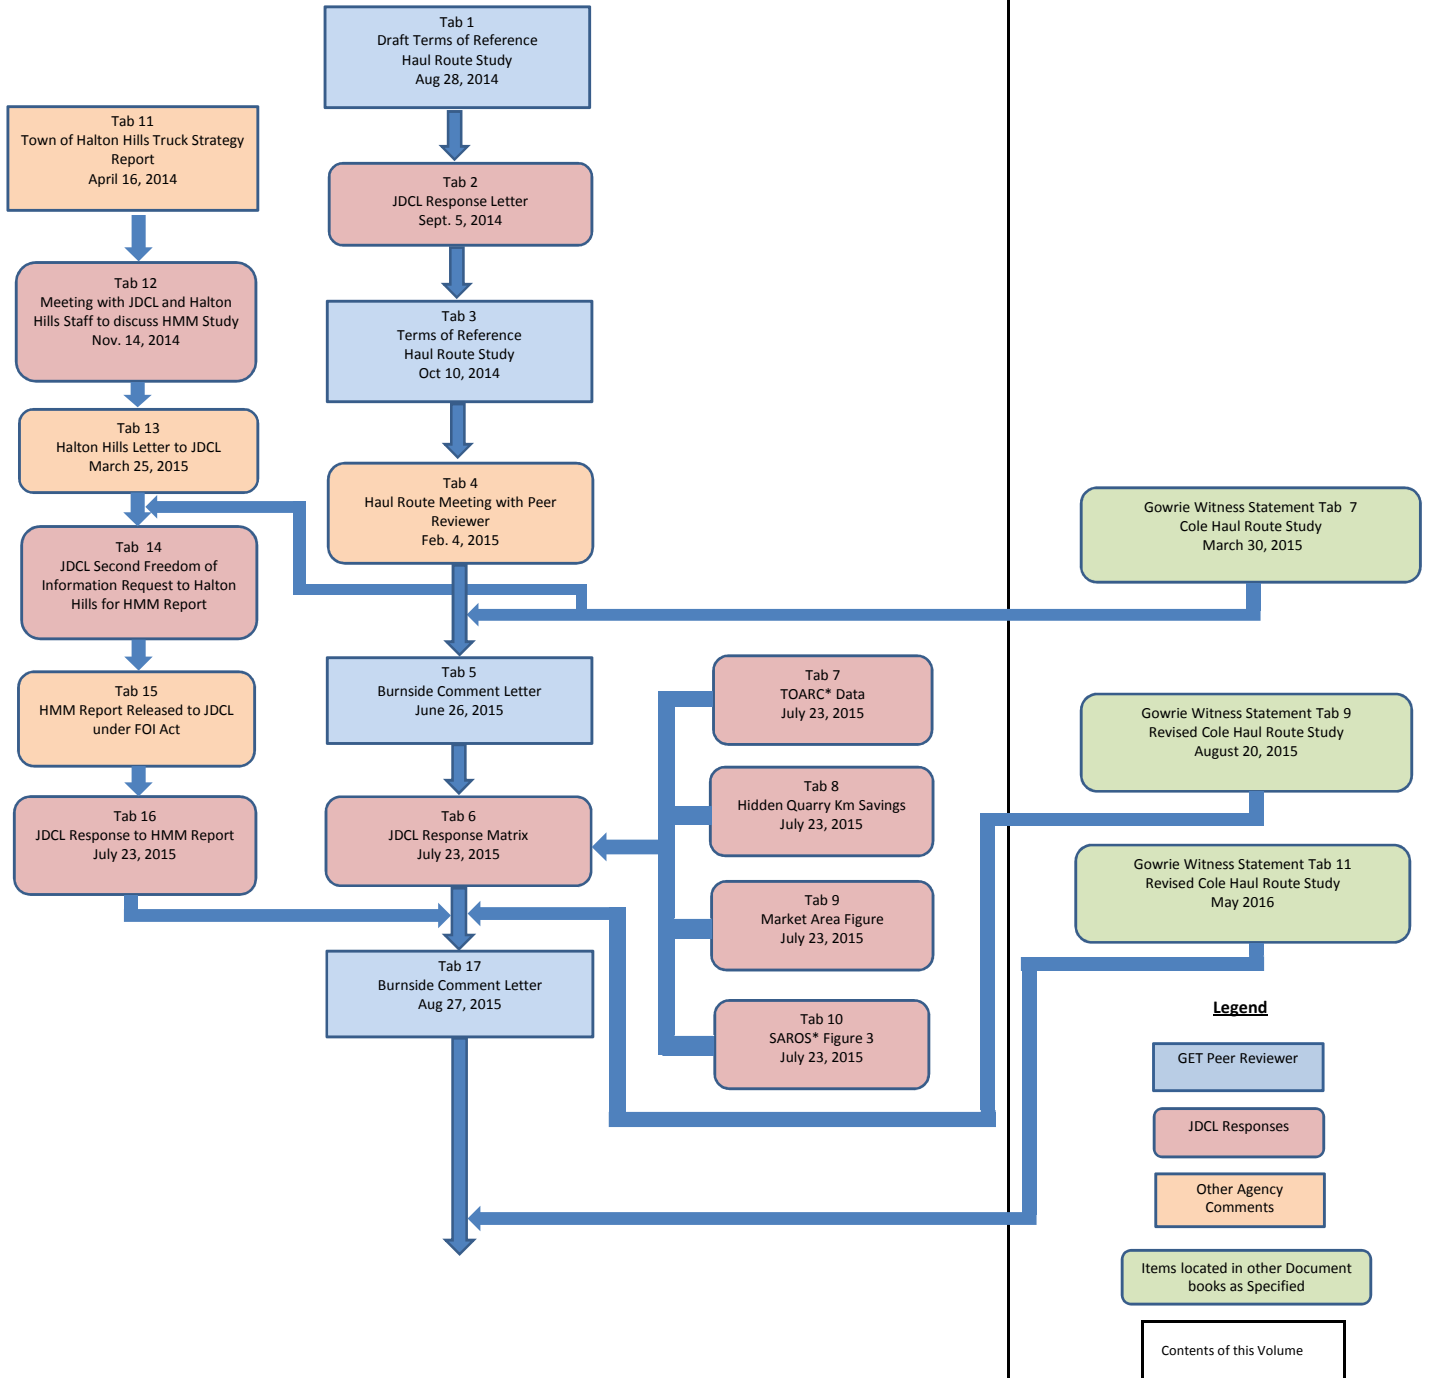 Tab 1
Draft Terms of Reference
Haul Route Study
Aug 28, 2014
Tab 11
Town of Halton Hills Truck Strategy
Report
April 16, 2014
Tab 2
JDCL Response Letter
Sept. 5, 2014
Tab 12
Meeting with JDCL and Halton
Hills Staff to discuss HMM Study
Nov. 14, 2014
Tab 3
Terms of Reference
Haul Route Study
Oct 10, 2014
Tab 13
Halton Hills Letter to JDCL
March 25, 2015
Tab 4
Haul Route Meeting with Peer
Reviewer
Feb. 4, 2015
Gowrie Witness Statement Tab 7
Cole Haul Route Study
March 30, 2015
Tab 14
JDCL Second Freedom of
Information Request to Halton
Hills for HMM Report
Tab 5
Burnside Comment Letter
June 26, 2015
Tab 7
TOARC* Data
July 23, 2015
Tab 15
HMM Report Released to JDCL
under FOI Act
Gowrie Witness Statement Tab 9
Revised Cole Haul Route Study
August 20, 2015
Tab 8
Hidden Quarry Km Savings
July 23, 2015
Tab 16
JDCL Response to HMM Report
July 23, 2015
Tab 6
JDCL Response Matrix
July 23, 2015
Gowrie Witness Statement Tab 11
Revised Cole Haul Route Study
May 2016
Tab 9
Market Area Figure
July 23, 2015
Tab 17
Burnside Comment Letter
Aug 27, 2015
Tab 10
SAROS* Figure 3
July 23, 2015
Legend
GET Peer Reviewer
JDCL Responses
Other Agency
Comments
Items located in other Document
books as Specified
Contents of this Volume